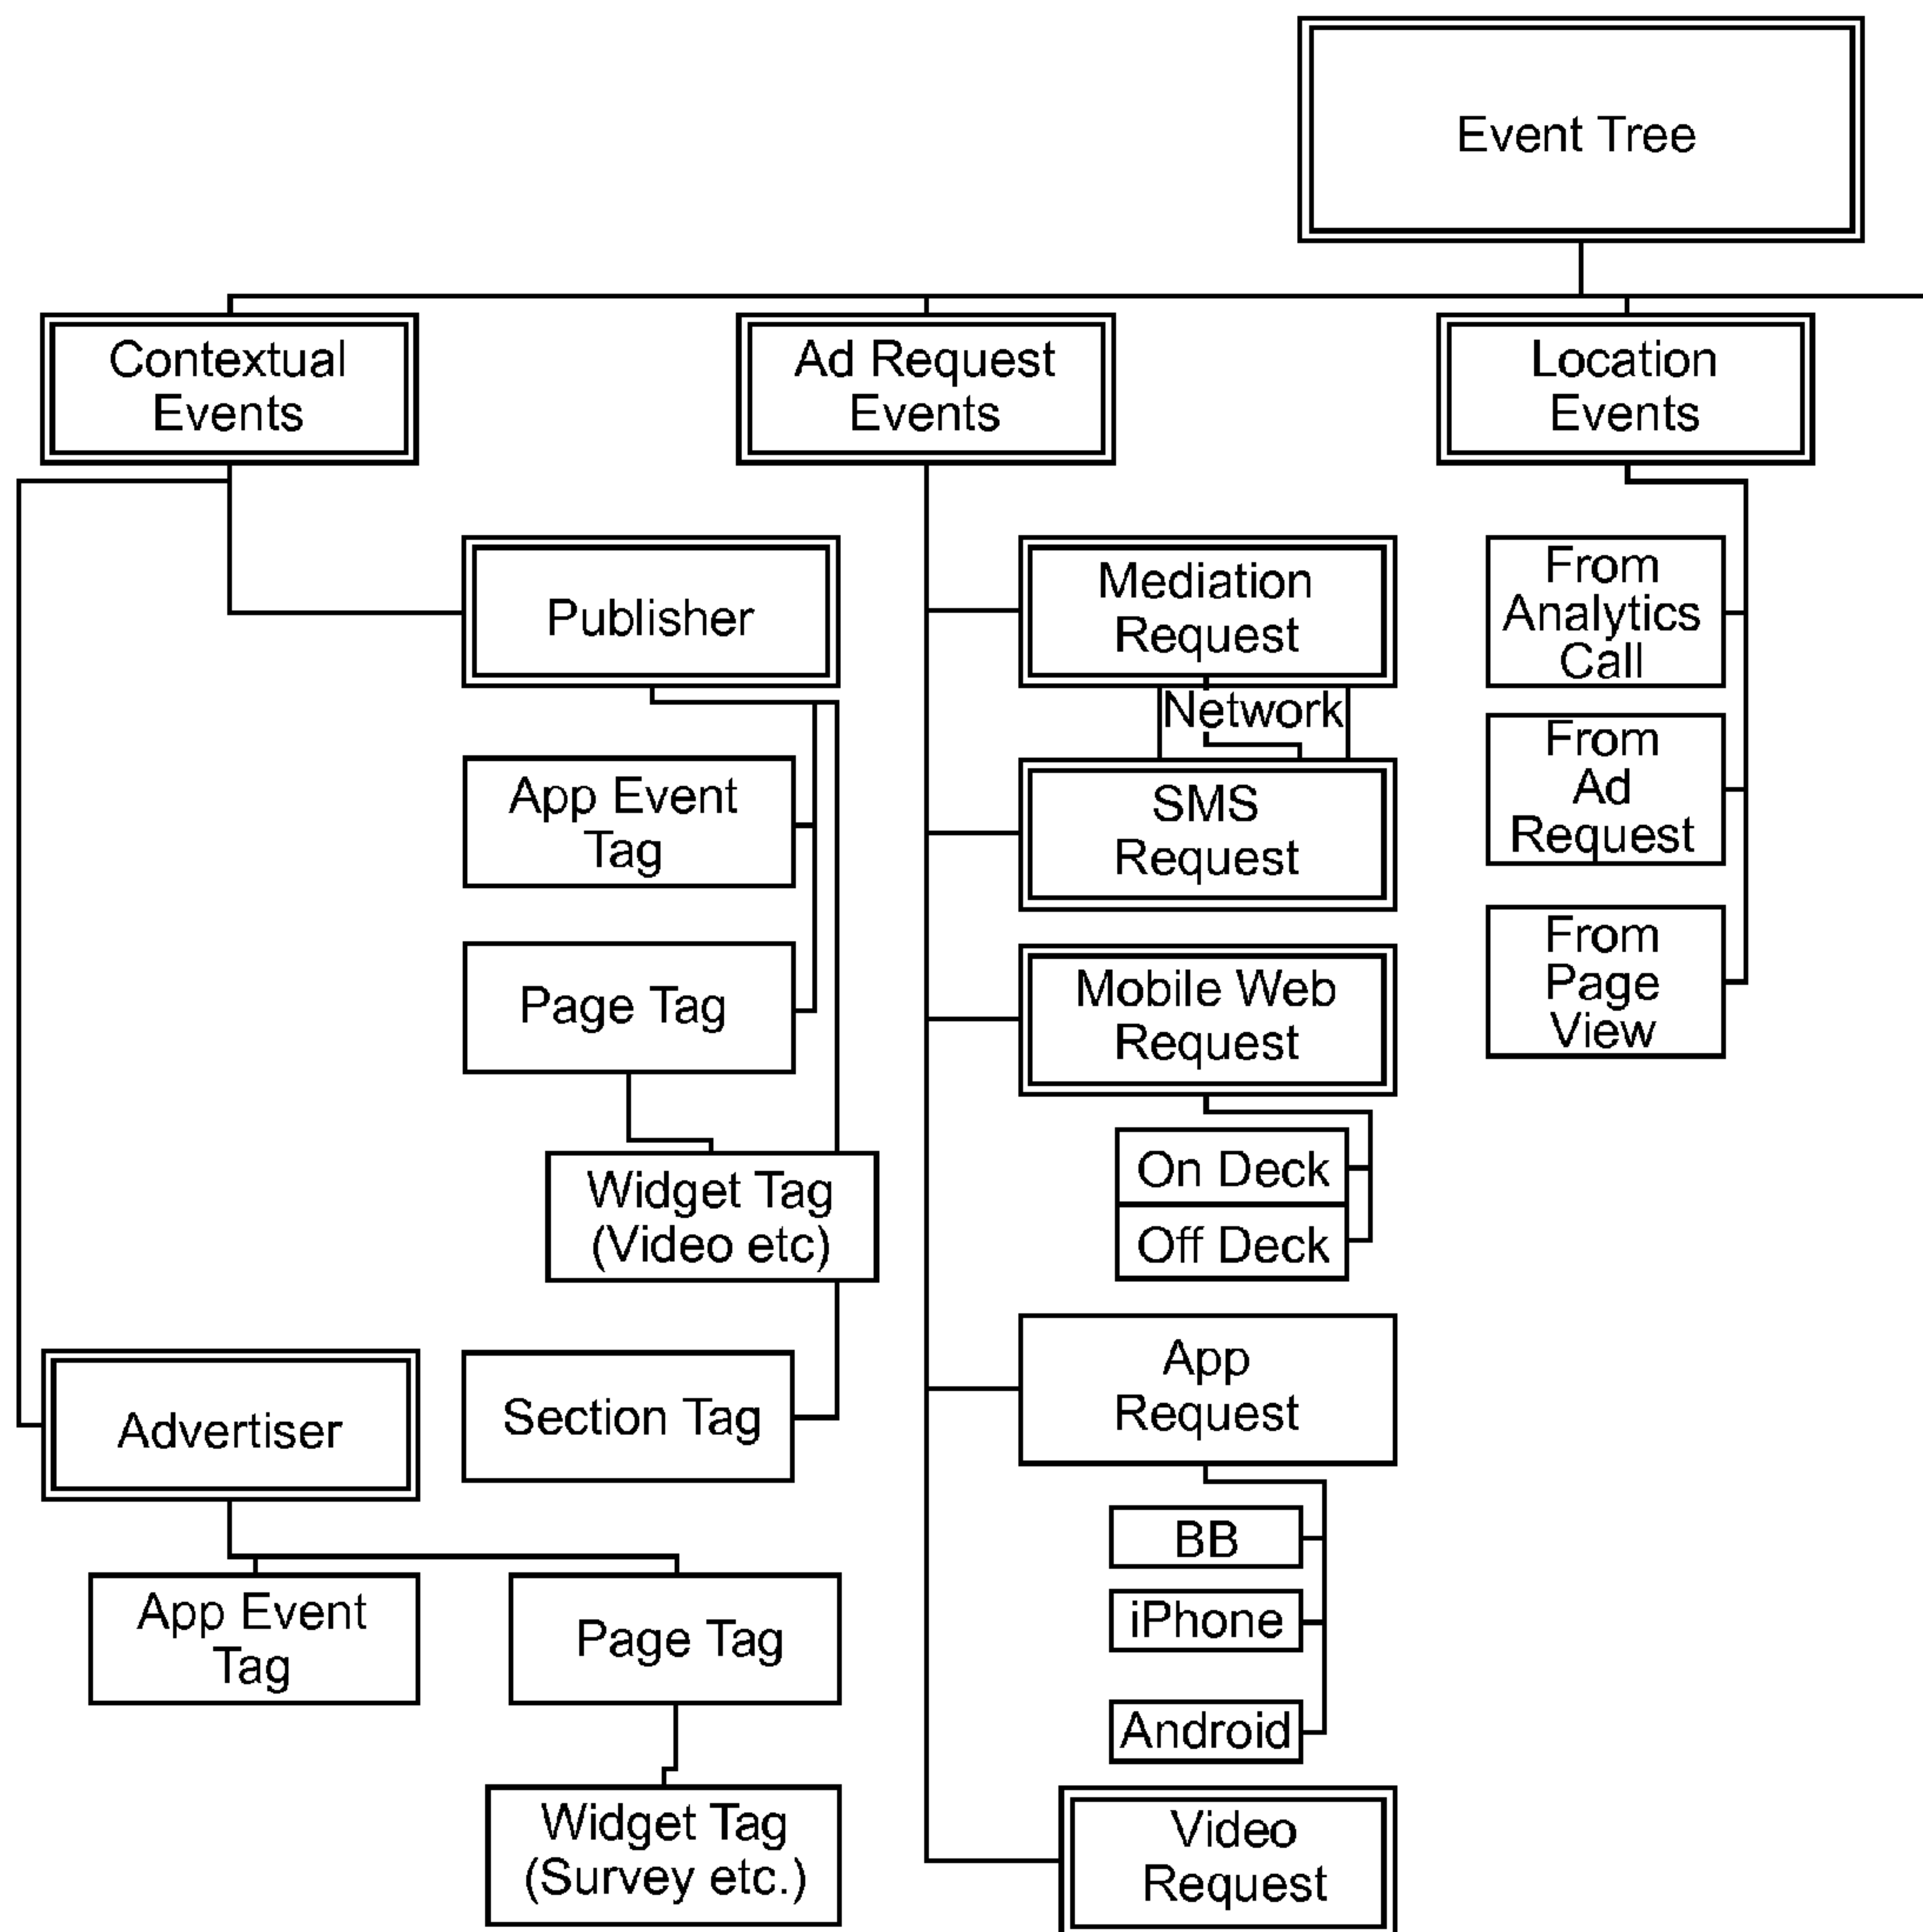 Event Tree
Contextual
Events
Ad Request
Events
Location
Events
Publisher
App Event
Tag
Page Tag
Widget Tag
(Video etc)
Section Tag
Advertiser
App Event
Tag
Page Tag
Widget Tag
(Survey etc.)
Mediation
Request
Network
SMS
Request
Mobile Web
Request
On Deck
Off Deck
App
Request
BB
iPhone
Android
Video
Request
From
Analytics
Call
From
Ad
Request
From
Page
View